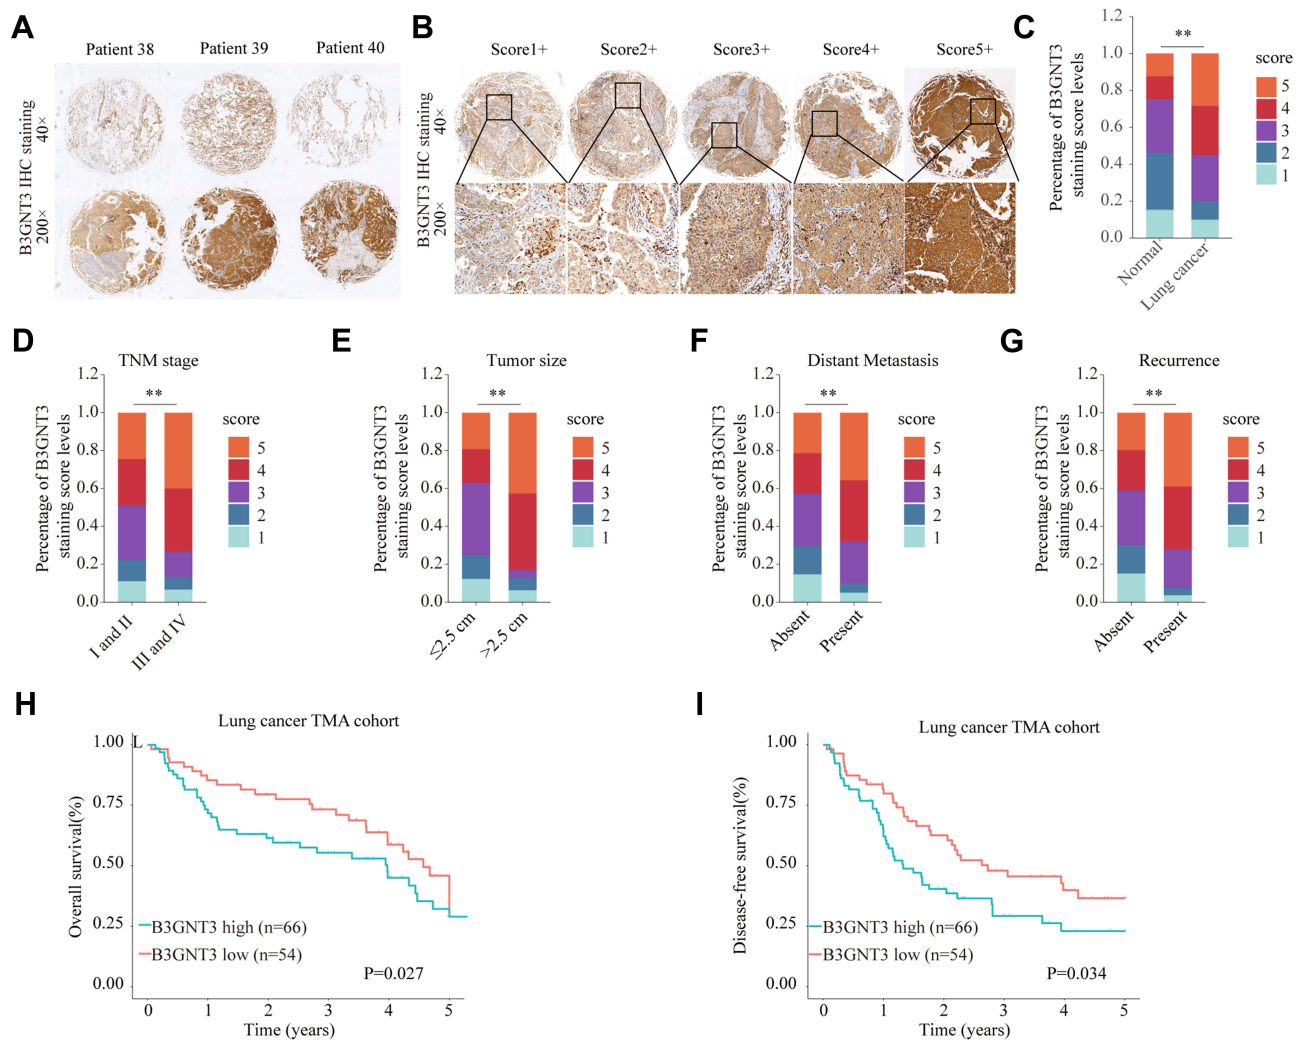 A
Patient 38
Patient 39
Patient 40
B3GNT3 IHC staining
40×
200×
B
Score1+
Score2+
Score3+
Score4+
Score5+
B3GNT3 IHC staining
40×
200×
C
Percentage of B3GNT3
staining score levels
1.2
1.0
0.8
0.6
0.4
0.2
0.0
**
Normal
Lung cancer
score
5
4
3
2
1
D
TNM stage
Percentage of B3GNT3
staining score levels
1.2
1.0
0.8
0.6
0.4
0.2
0.0
**
I and II
III and IV
score
5
4
3
2
1
E
Tumor size
Percentage of B3GNT3
staining score levels
1.2
1.0
0.8
0.6
0.4
0.2
0.0
**
≤2.5 cm
>2.5 cm
score
5
4
3
2
1
F
Distant Metastasis
Percentage of B3GNT3
staining score levels
1.2
1.0
0.8
0.6
0.4
0.2
0.0
**
Absent
Present
score
5
4
3
2
1
G
Recurrence
Percentage of B3GNT3
staining score levels
1.2
1.0
0.8
0.6
0.4
0.2
0.0
**
Absent
Present
score
5
4
3
2
1
H
Lung cancer TMA cohort
Overall survival(%)
1.00
0.75
0.50
0.25
0.00
L
B3GNT3 high (n=66)
B3GNT3 low (n=54)
P=0.027
0 1 2 3 4 5
Time (years)
I
Lung cancer TMA cohort
Disease-free survival(%)
1.00
0.75
0.50
0.25
0.00
B3GNT3 high (n=66)
B3GNT3 low (n=54)
P=0.034
0 1 2 3 4 5
Time (years)